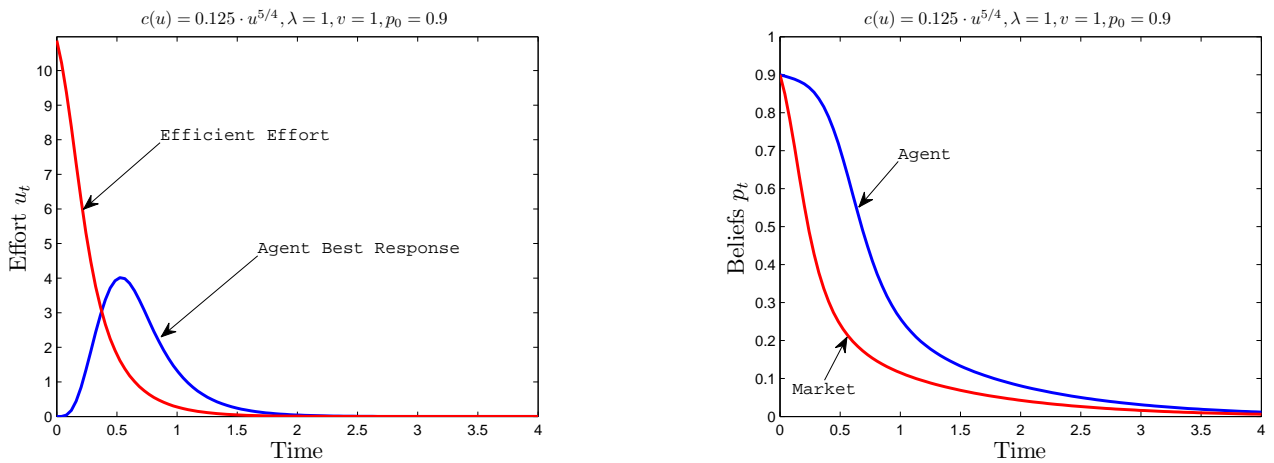 c(u) = 0.125 · u^{5/4}, λ = 1, v = 1, p_0 = 0.9
10
9
8
7
6
5
4
3
2
1
0
Effort u_t
Efficient Effort
Agent Best Response
0 0.5 1 1.5 2 2.5 3 3.5 4
Time
c(u) = 0.125 · u^{5/4}, λ = 1, v = 1, p_0 = 0.9
1
0.9
0.8
0.7
0.6
0.5
0.4
0.3
0.2
0.1
0
Beliefs p_t
Agent
Market
0 0.5 1 1.5 2 2.5 3 3.5 4
Time